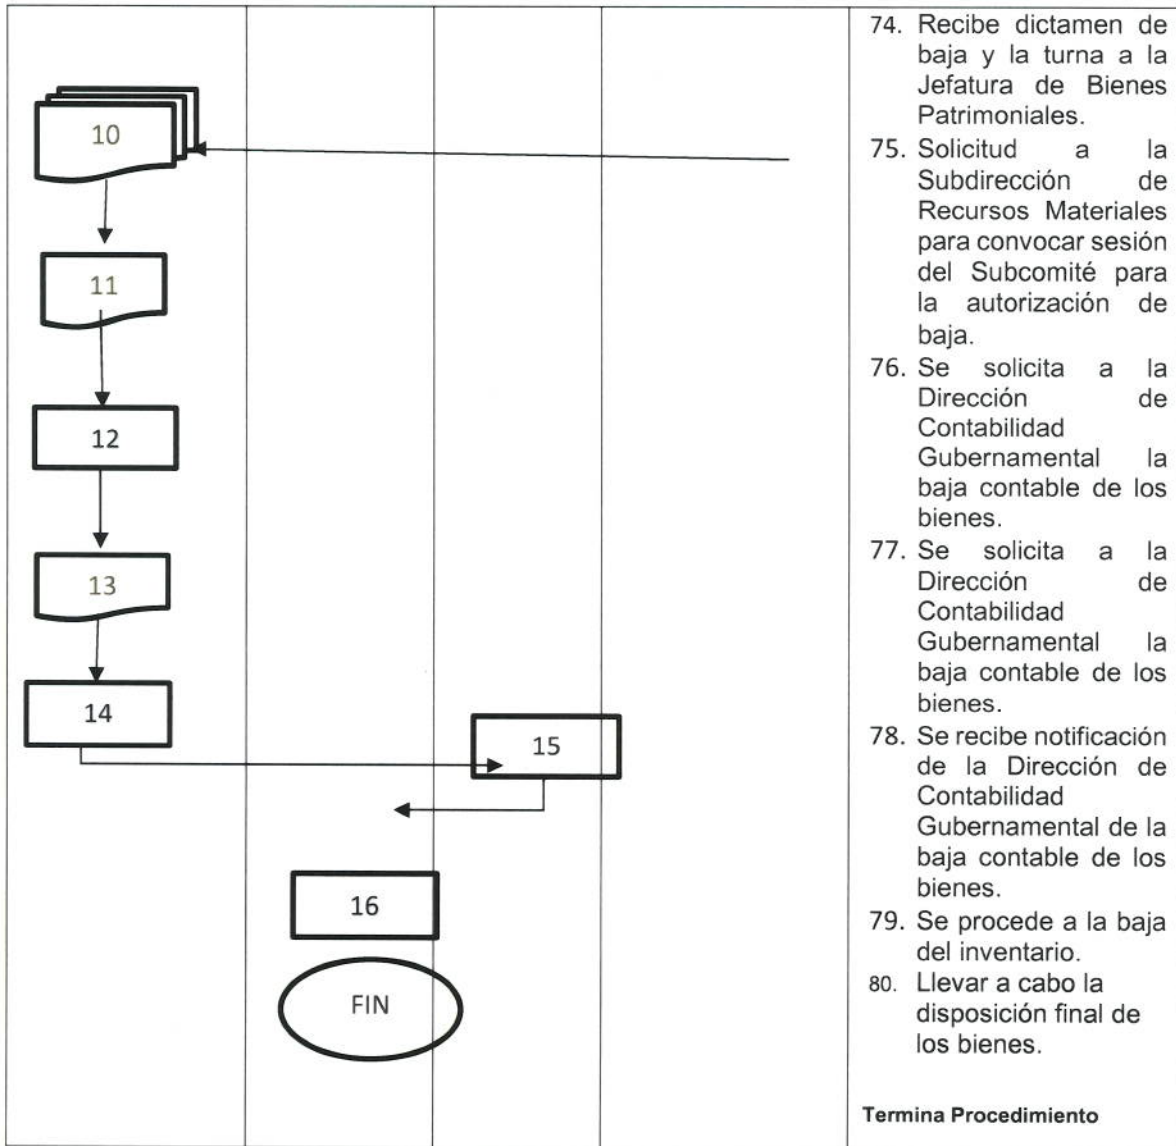 10
11
12
13
14
15
16
FIN
74. Recibe dictamen de
baja y la turna a la
Jefatura de Bienes
Patrimoniales.
75. Solicitud a la
Subdirección de
Recursos Materiales
para convocar sesión
del Subcomité para
la autorización de
baja.
76. Se solicita a la
Dirección de
Contabilidad
Gubernamental la
baja contable de los
bienes.
77. Se solicita a la
Dirección de
Contabilidad
Gubernamental la
baja contable de los
bienes.
78. Se recibe notificación
de la Dirección de
Contabilidad
Gubernamental de la
baja contable de los
bienes.
79. Se procede a la baja
del inventario.
80. Llevar a cabo la
disposición final de
los bienes.
Termina Procedimiento